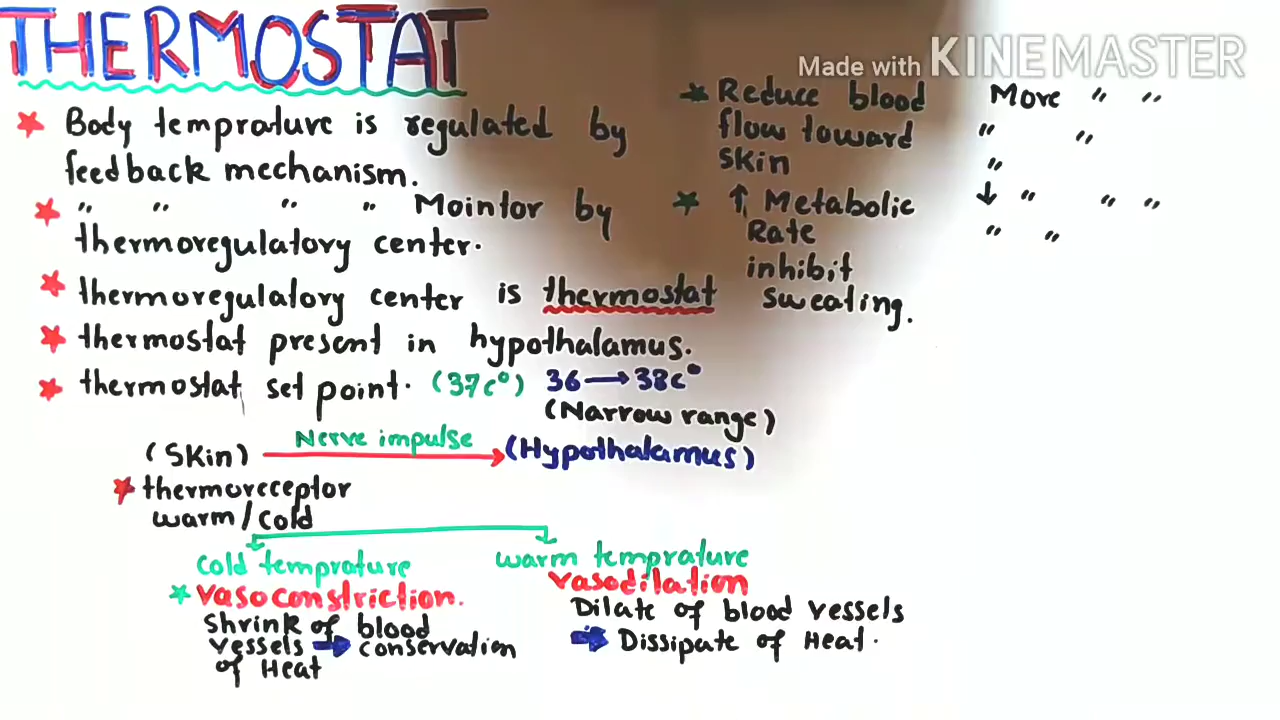 THERMOSTAT
Made with KINEMASTER
Body temprature is regulated by
feedback mechanism.
" " " " Mointor by
thermoregulatory center.
thermoregulatory center is thermostat
thermostat present in hypothalamus.
thermostat set point. (37c°) 36 → 38c°
(Narrow range)
(Skin) Nerve impulse (Hypothalamus)
thermoreceptor
warm/cold
cold temprature
vasoconstriction.
Shrink of blood
vessels → conservation
of Heat
warm temprature
vasodilation
Dilate of blood vessels
⇒ Dissipate of Heat.
Reduce blood
flow toward
skin
↑ Metabolic
Rate
inhibit
sweating.
More " "
" "
"
↓ " " "
" "